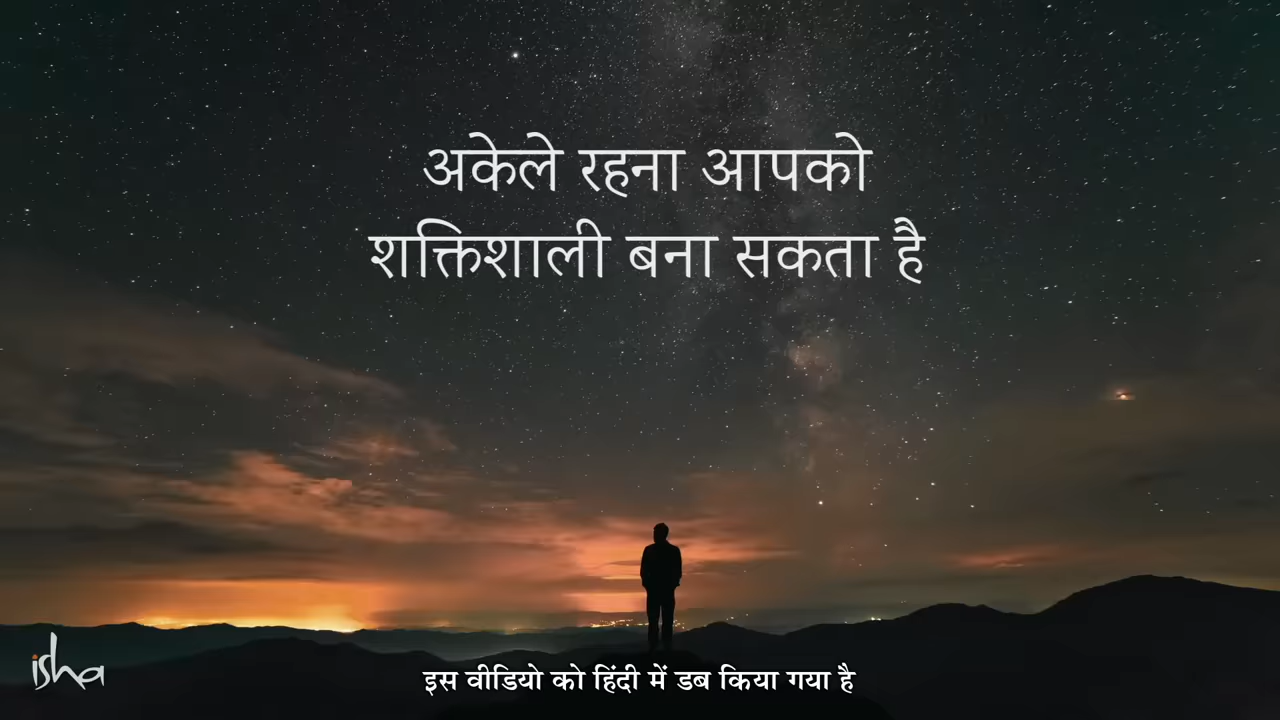 अकेले रहना आपको
शक्तिशाली बना सकता है
isha
इस वीडियो को हिंदी में डब किया गया है